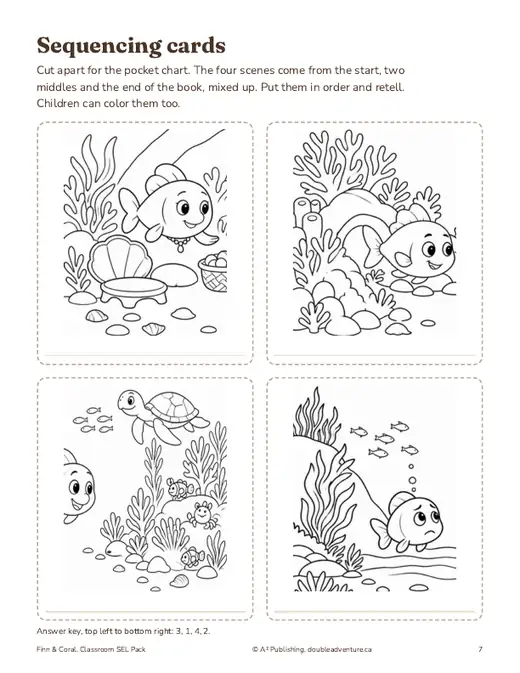 Sequencing cards
Cut apart for the pocket chart. The four scenes come from the start, two
middles and the end of the book, mixed up. Put them in order and retell.
Children can color them too.
Answer key, top left to bottom right: 3, 1, 4, 2.
Finn & Coral, Classroom SEL Pack
© A² Publishing, doubleadventure.ca
7